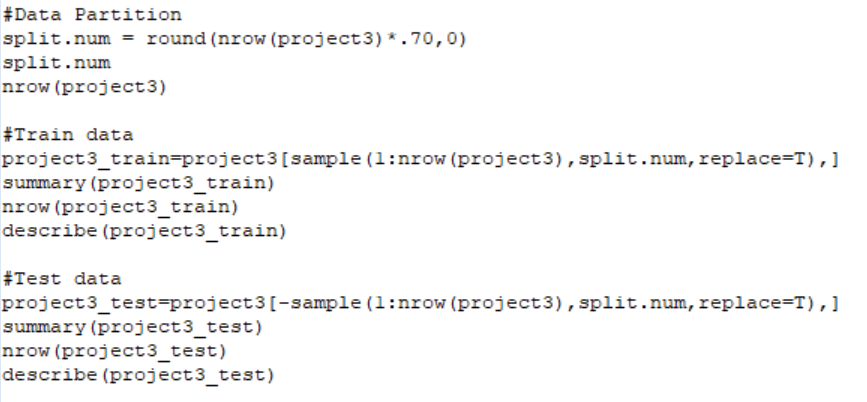 #Data Partition
split.num = round(nrow(project3)*.70,0)
split.num
nrow(project3)

#Train data
project3_train=project3[sample(1:nrow(project3),split.num,replace=T),]
summary(project3_train)
nrow(project3_train)
describe(project3_train)

#Test data
project3_test=project3[-sample(1:nrow(project3),split.num,replace=T),]
summary(project3_test)
nrow(project3_test)
describe(project3_test)